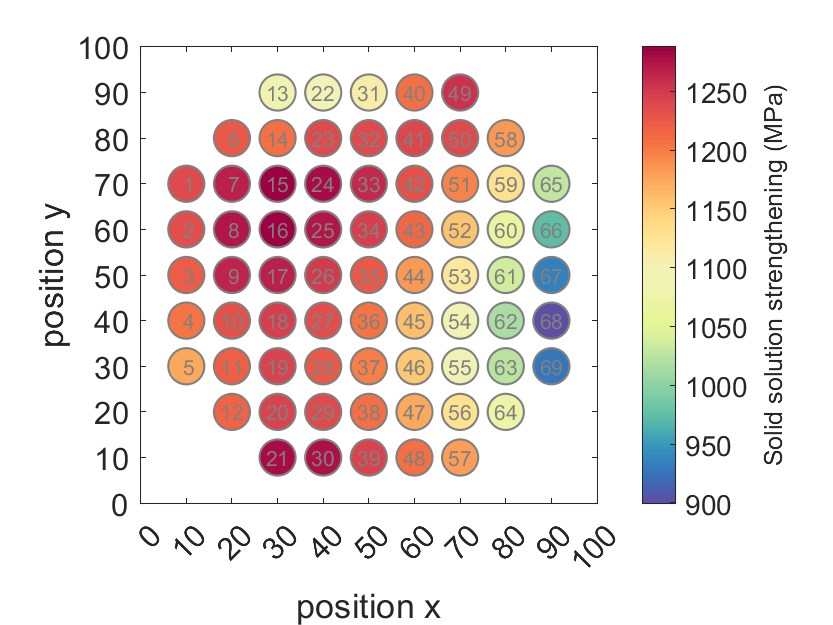 100
90
80
70
60
50
40
30
20
10
0
position y
13 22 31 40 49
6 14 23 32 41 50 58
1 7 15 24 33 42 51 59 65
2 8 16 25 34 43 52 60 66
3 9 17 26 35 44 53 61 67
4 10 18 27 36 45 54 62 68
5 11 19 28 37 46 55 63 69
12 20 29 38 47 56 64
21 30 39 48 57
0 10 20 30 40 50 60 70 80 90 100
position x
1250
1200
1150
1100
1050
1000
950
900
Solid solution strengthening (MPa)